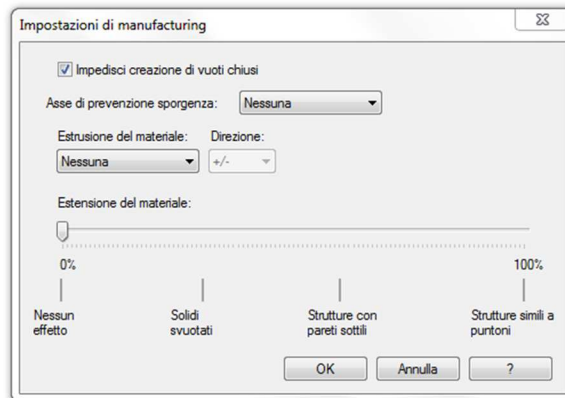 Impostazioni di manufacturing
Impedisci creazione di vuoti chiusi
Asse di prevenzione sporgenza: Nessuna
Estrusione del materiale: Direzione:
Nessuna +/-
Estensione del materiale:
0% 100%
Nessun Solidi Strutture con Strutture simili a
effetto svuotati pareti sottili puntoni
OK Annulla ?